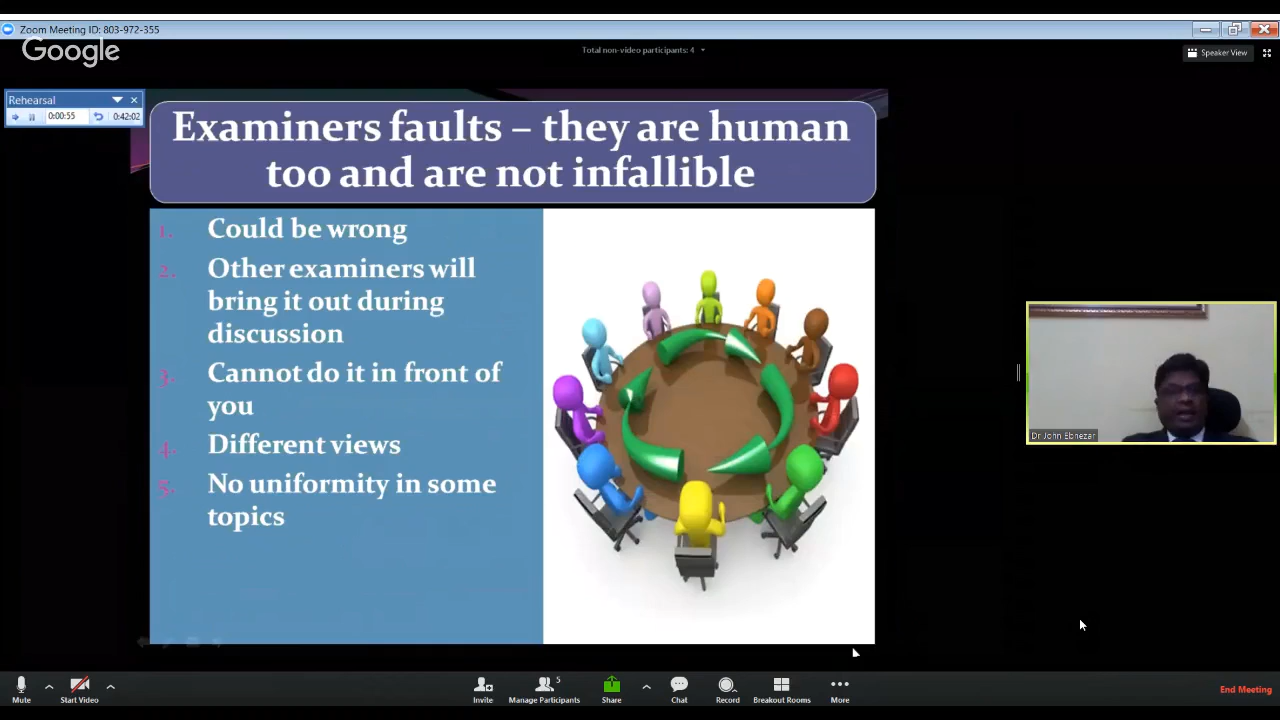 Zoom Meeting ID: 803-972-355
Google
Total non-video participants: 4
Speaker View
Rehearsal
0:00:55
0:42:02
Examiners faults – they are human
too and are not infallible
1. Could be wrong
2. Other examiners will
bring it out during
discussion
3. Cannot do it in front of
you
4. Different views
5. No uniformity in some
topics
Dr John Ebnezar
Mute
Start Video
Invite
5
Manage Participants
Share
Chat
Record
Breakout Rooms
More
End Meeting